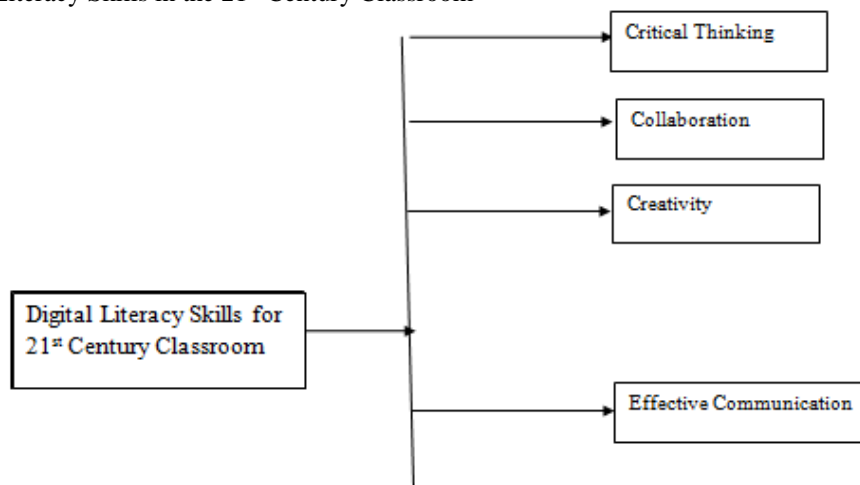 Literacy Skills in the 21st Century Classroom
Critical Thinking
Collaboration
Creativity
Digital Literacy Skills for
21st Century Classroom
Effective Communication